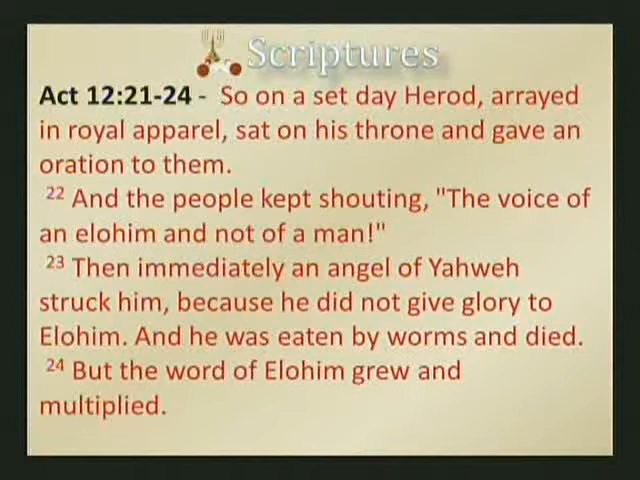 Scriptures
Act 12:21-24 - So on a set day Herod, arrayed
in royal apparel, sat on his throne and gave an
oration to them.
22 And the people kept shouting, "The voice of
an elohim and not of a man!"
23 Then immediately an angel of Yahweh
struck him, because he did not give glory to
Elohim. And he was eaten by worms and died.
24 But the word of Elohim grew and
multiplied.